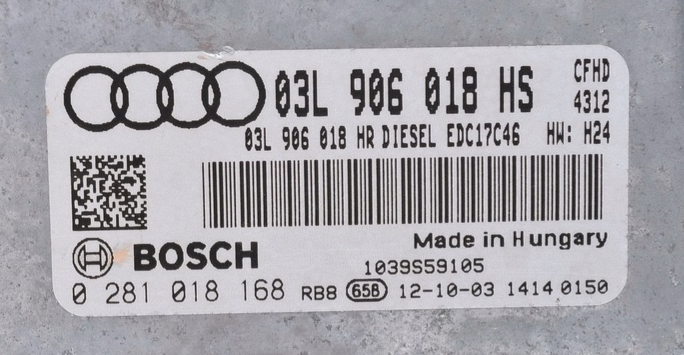 03L 906 018 HS CFHD
4312
03L 906 018 HR DIESEL EDC17C46 HW: H24
Made in Hungary
BOSCH
1039S59105
0 281 018 168 RB8 65B 12-10-03 1414 0150